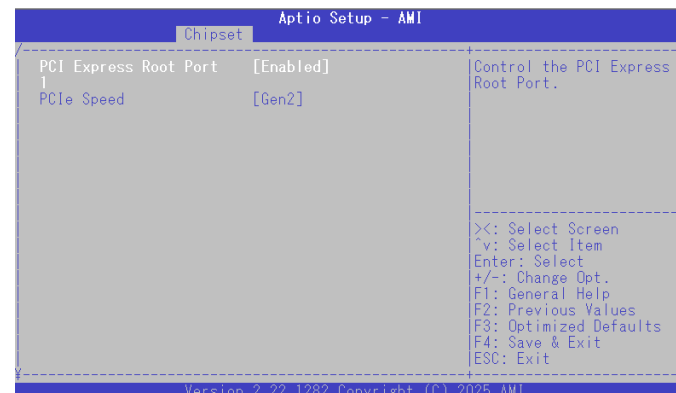 Aptio Setup - AMI
Chipset
PCI Express Root Port [Enabled]
1
PCIe Speed [Gen2]
Control the PCI Express
Root Port.
><: Select Screen
^v: Select Item
Enter: Select
+/-: Change Opt.
F1: General Help
F2: Previous Values
F3: Optimized Defaults
F4: Save & Exit
ESC: Exit
Version 2.22.1282 Copyright (C) 2025 AMI